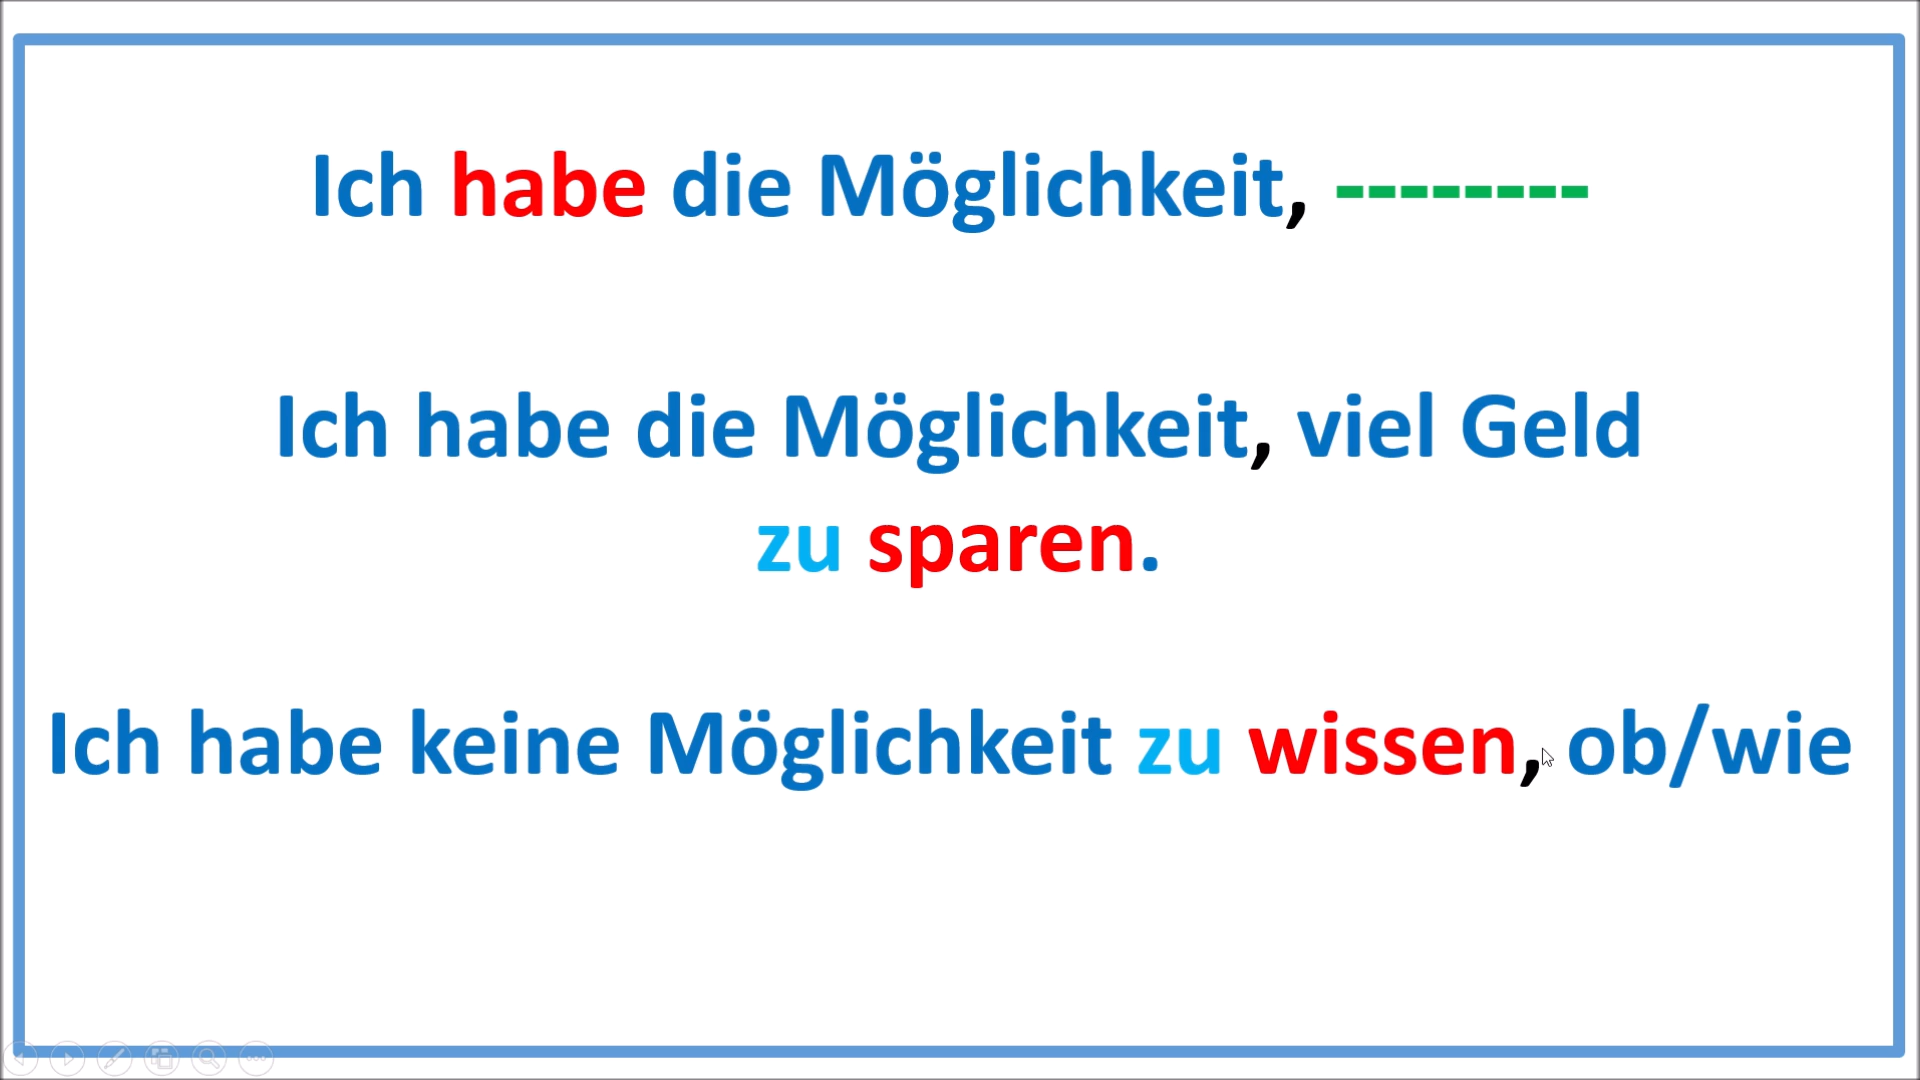 Ich habe die Möglichkeit, --------
Ich habe die Möglichkeit, viel Geld
zu sparen.
Ich habe keine Möglichkeit zu wissen, ob/wie